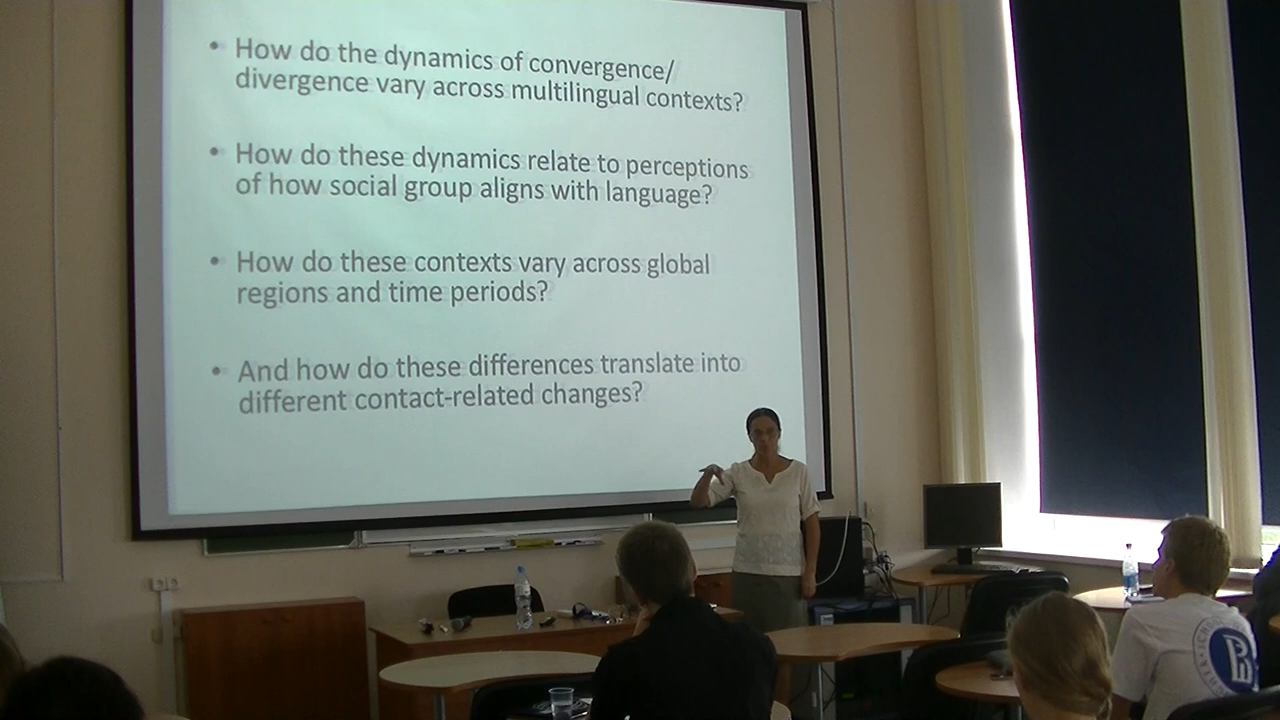 • How do the dynamics of convergence/
divergence vary across multilingual contexts?
• How do these dynamics relate to perceptions
of how social group aligns with language?
• How do these contexts vary across global
regions and time periods?
• And how do these differences translate into
different contact-related changes?